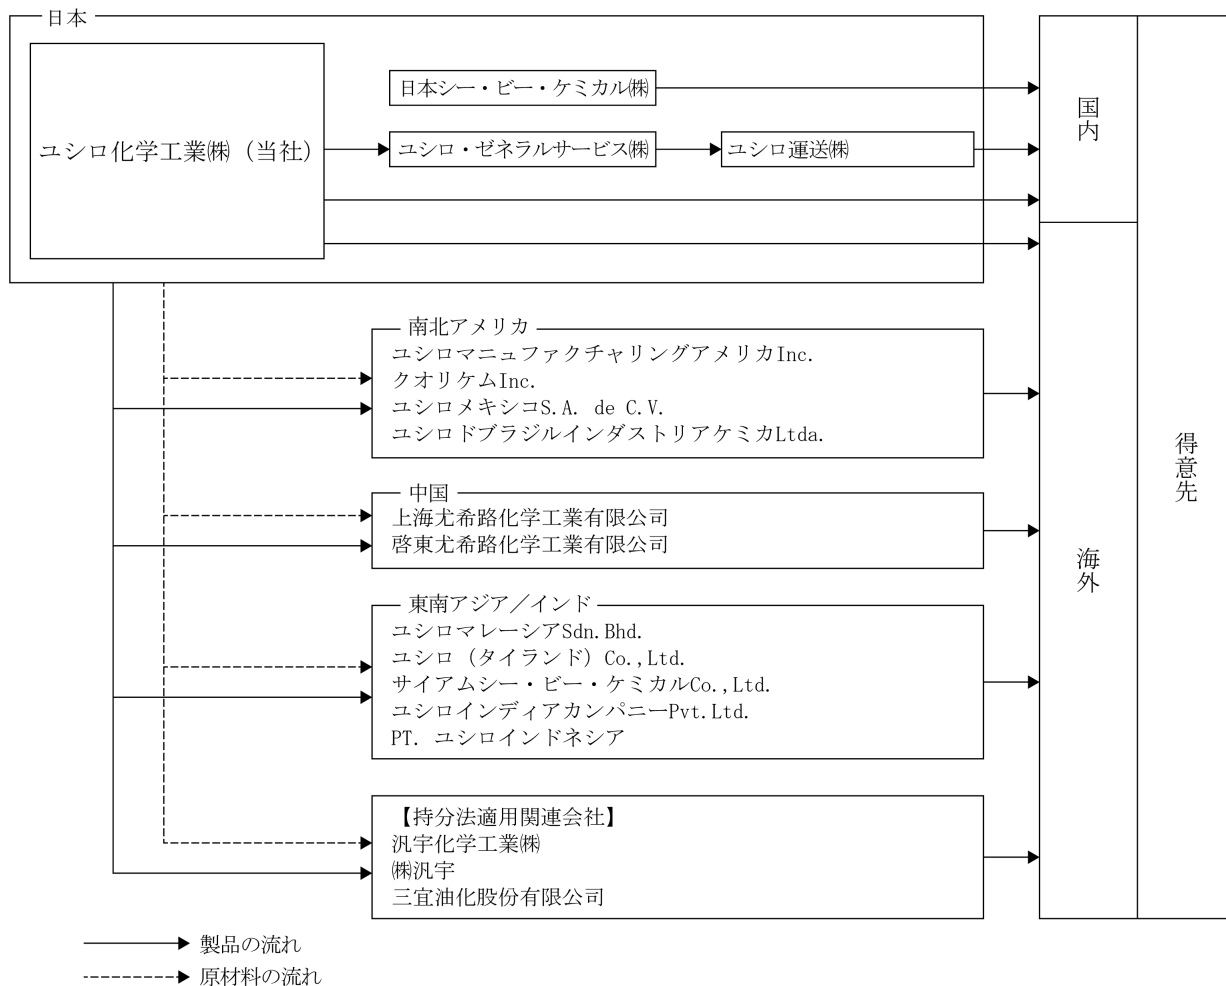 日本
ユシロ化学工業㈱（当社）
日本シー・ビー・ケミカル㈱
ユシロ・ゼネラルサービス㈱
ユシロ運送㈱
国内
海外
得意先
南北アメリカ
ユシロマニュファクチャリングアメリカInc.
クオリケムInc.
ユシロメキシコS.A. de C.V.
ユシロドブラジルインダストリアケミカLtda.
中国
上海尤希路化学工業有限公司
啓東尤希路化学工業有限公司
東南アジア／インド
ユシロマレーシアSdn.Bhd.
ユシロ（タイランド）Co.,Ltd.
サイアムシー・ビー・ケミカルCo.,Ltd.
ユシロインディアカンパニーPvt.Ltd.
PT. ユシロインドネシア
【持分法適用関連会社】
汎宇化学工業㈱
㈱汎宇
三宜油化股份有限公司
製品の流れ
原材料の流れ